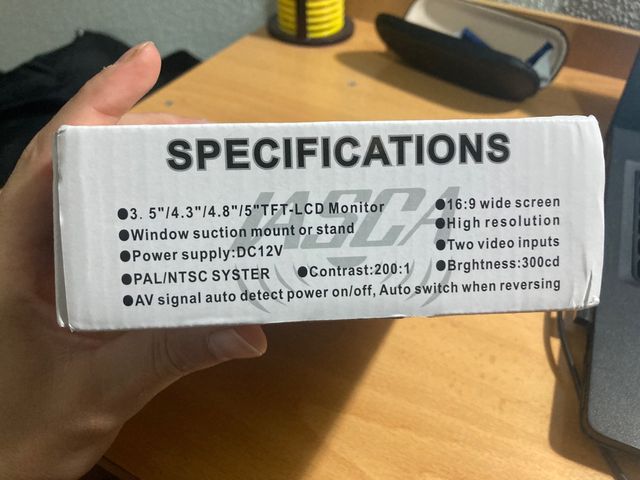 SPECIFICATIONS
●3. 5"/4.3"/4.8"/5"TFT-LCD Monitor
●Window suction mount or stand
●Power supply:DC12V
●PAL/NTSC SYSTER ●Contrast:200:1
●16:9 wide screen
●High resolution
●Two video inputs
●Brghtness:300cd
●AV signal auto detect power on/off, Auto switch when reversing